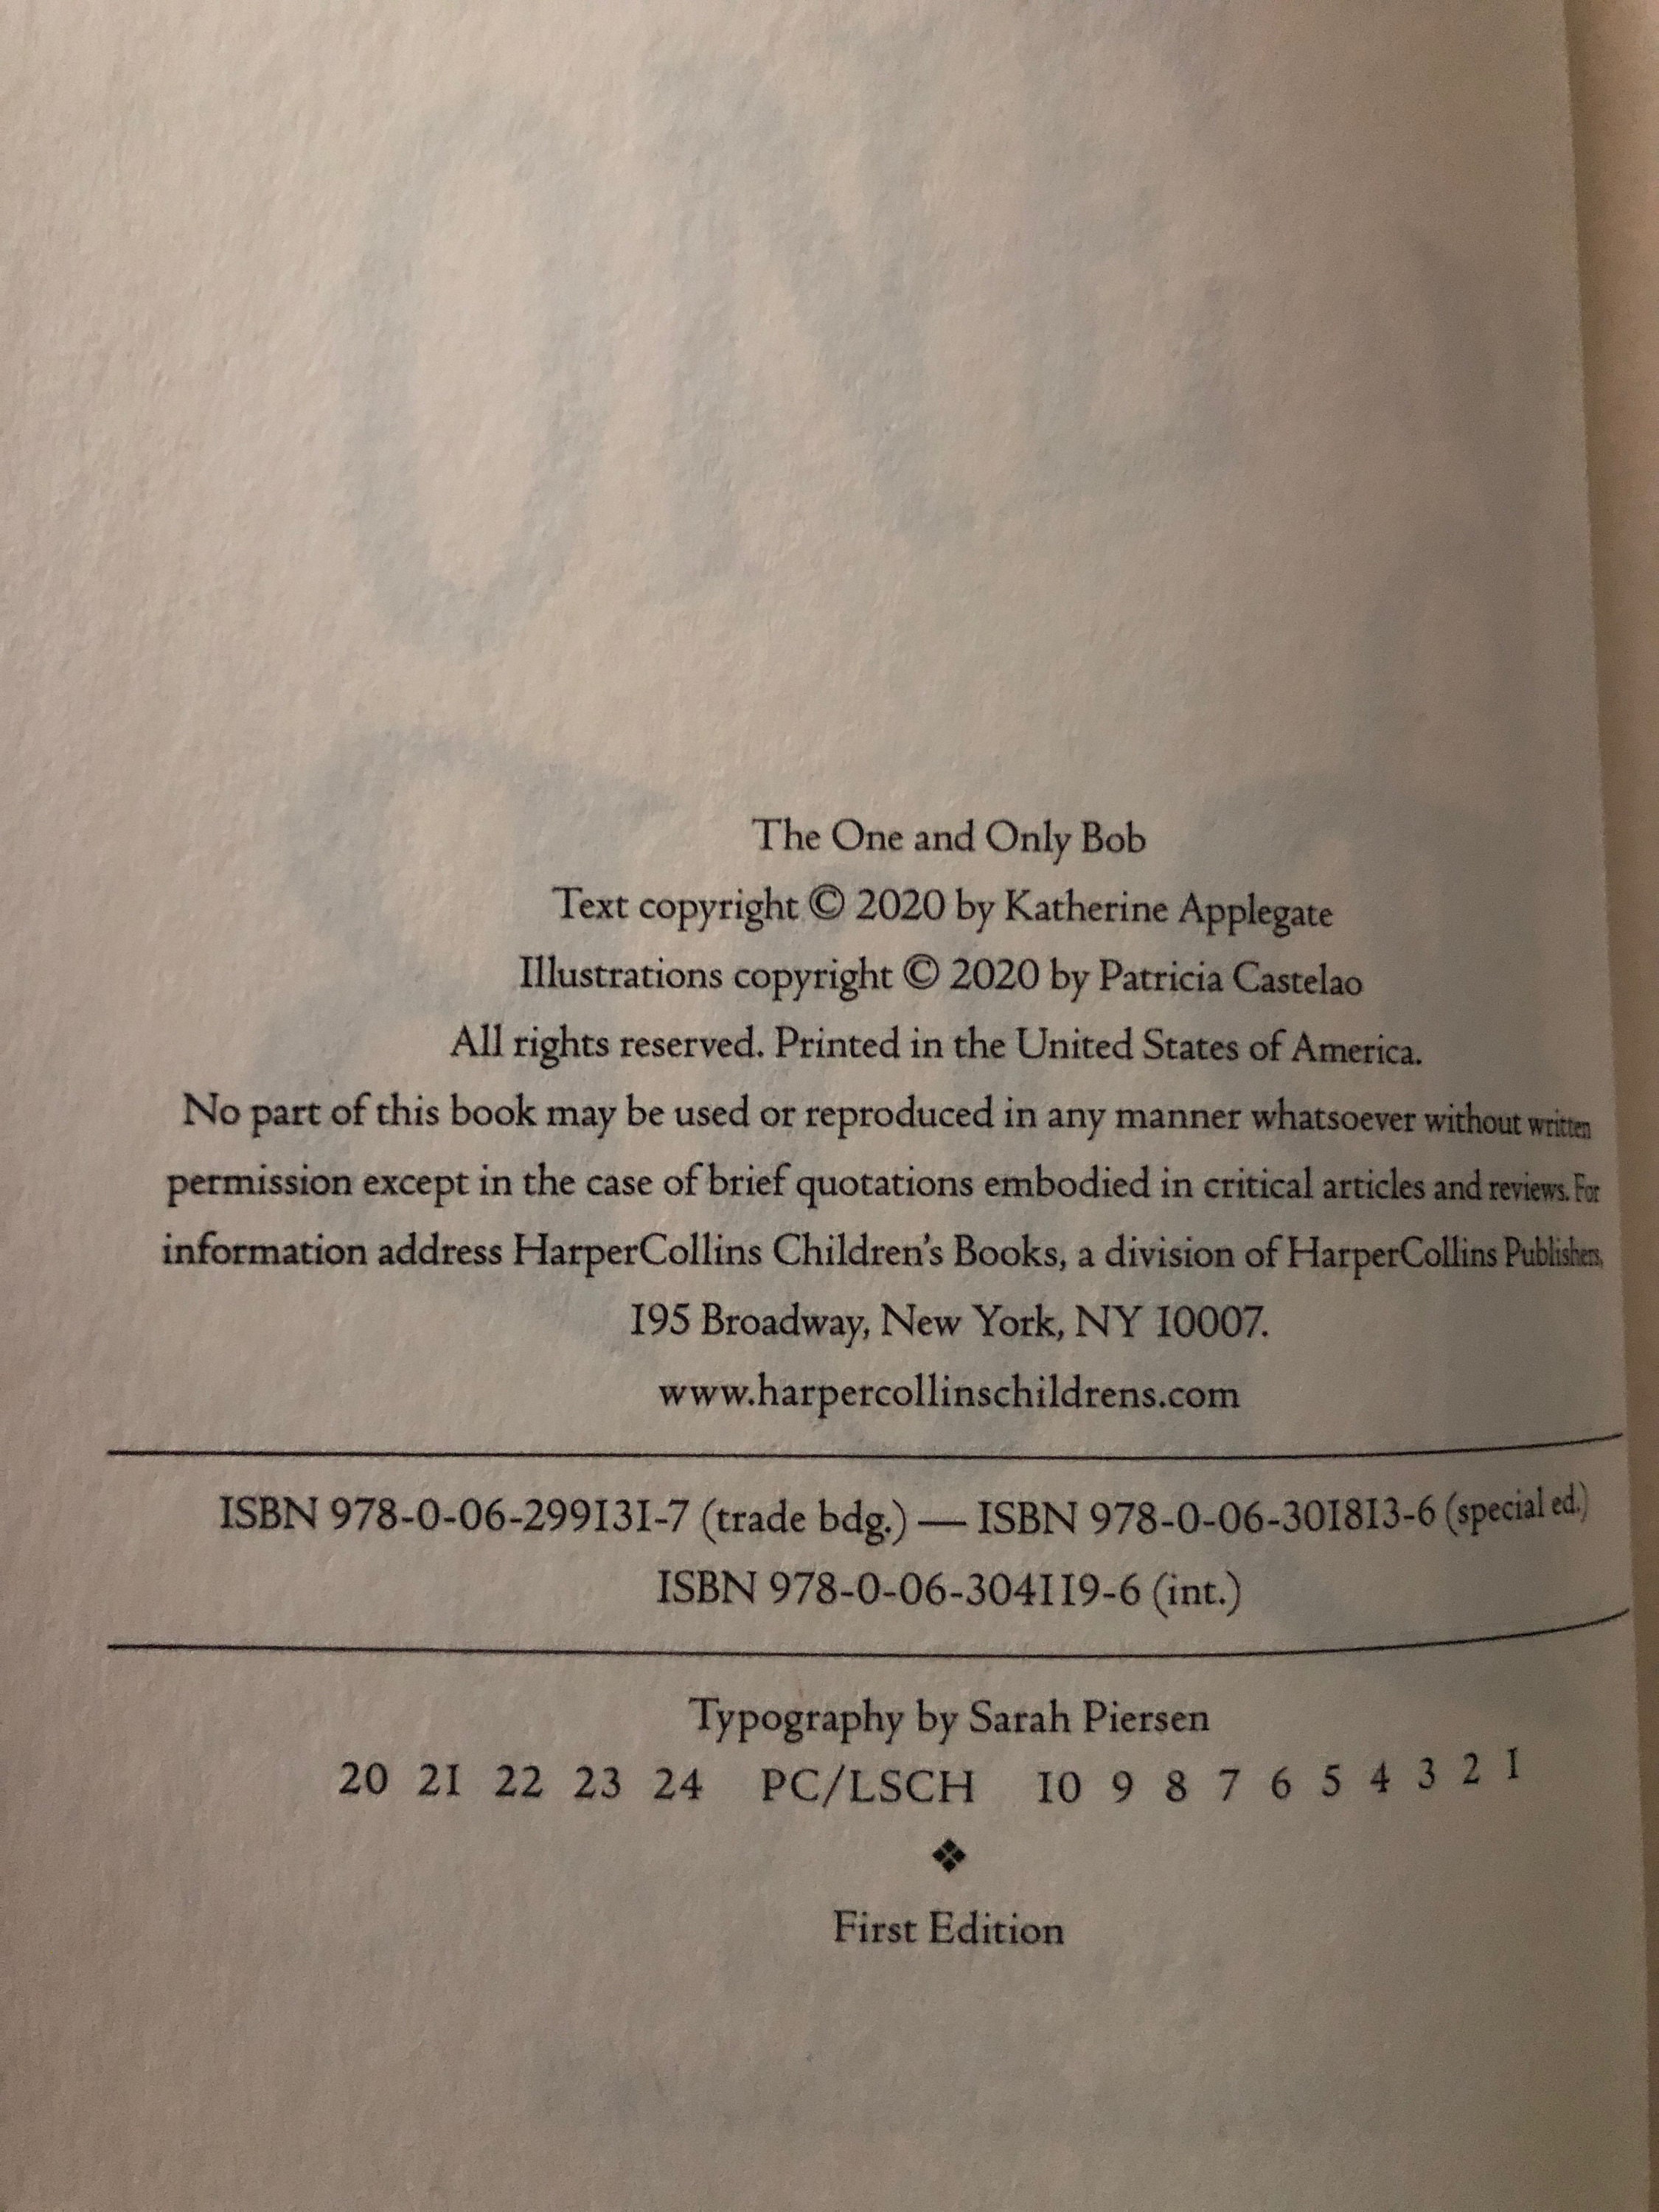 The One and Only Bob
Text copyright © 2020 by Katherine Applegate
Illustrations copyright © 2020 by Patricia Castelao
All rights reserved. Printed in the United States of America.
No part of this book may be used or reproduced in any manner whatsoever without written
permission except in the case of brief quotations embodied in critical articles and reviews. For
information address HarperCollins Children's Books, a division of HarperCollins Publishers,
195 Broadway, New York, NY 10007.
www.harpercollinschildrens.com
ISBN 978-0-06-299131-7 (trade bdg.) — ISBN 978-0-06-301813-6 (special ed.)
ISBN 978-0-06-304119-6 (int.)
Typography by Sarah Piersen
20 21 22 23 24 PC/LSCH 10 9 8 7 6 5 4 3 2 1
❖
First Edition